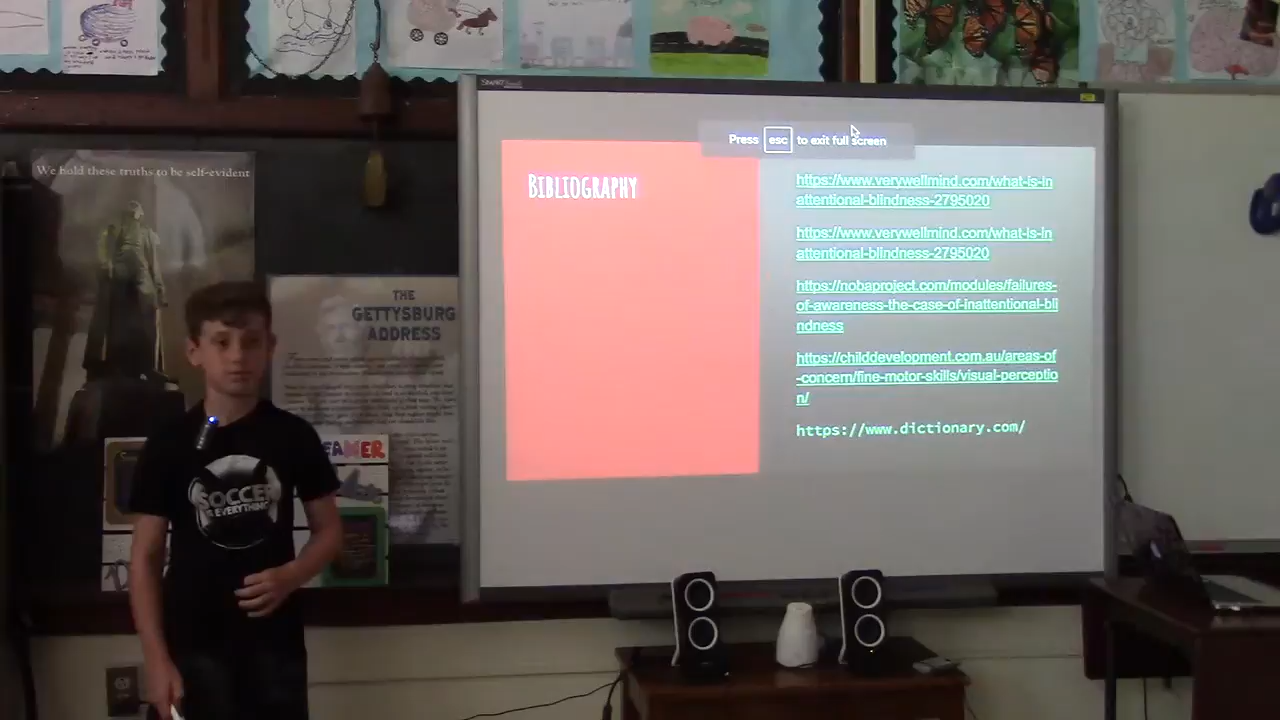 SMART
We hold these truths to be self-evident
THE
GETTYSBURG
ADDRESS
FAMER
SOCCER
IS EVERYTHING
Press esc to exit full screen
BIBLIOGRAPHY
https://www.verywellmind.com/what-is-in
attentional-blindness-2795020
https://www.verywellmind.com/what-is-in
attentional-blindness-2795020
https://nobaproject.com/modules/failures-
of-awareness-the-case-of-inattentional-bli
ndness
https://childdevelopment.com.au/areas-of
-concern/fine-motor-skills/visual-perceptio
n/
https://www.dictionary.com/